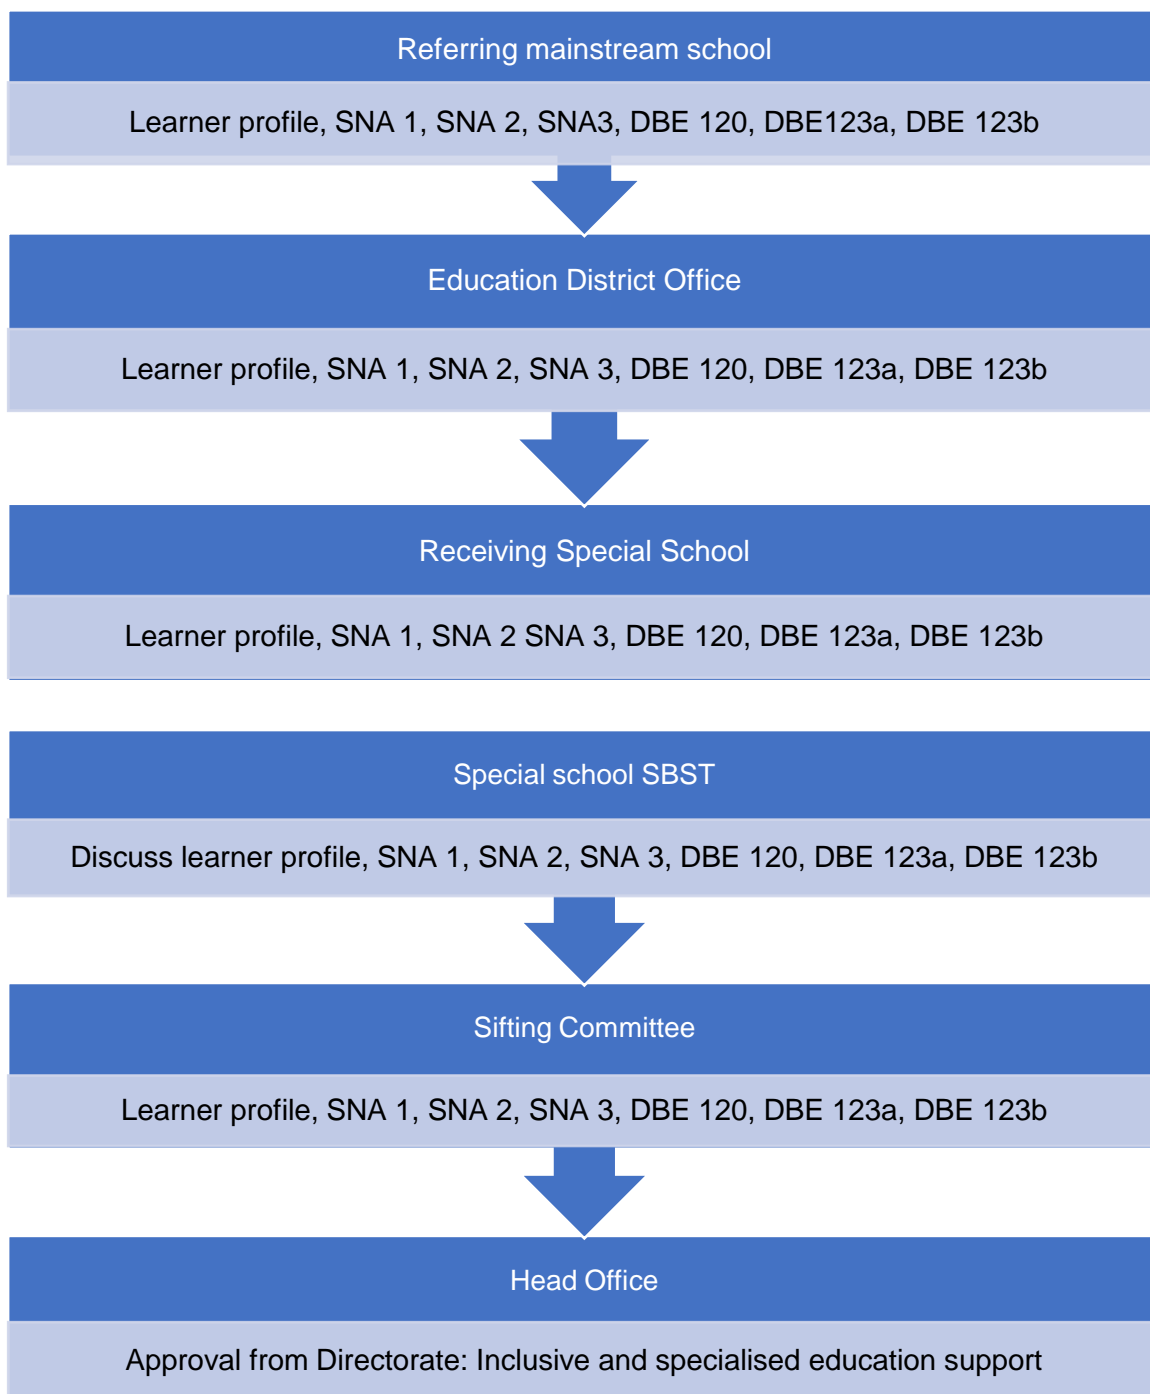 Referring mainstream school
Learner profile, SNA 1, SNA 2, SNA3, DBE 120, DBE123a, DBE 123b
Education District Office
Learner profile, SNA 1, SNA 2, SNA 3, DBE 120, DBE 123a, DBE 123b
Receiving Special School
Learner profile, SNA 1, SNA 2 SNA 3, DBE 120, DBE 123a, DBE 123b
Special school SBST
Discuss learner profile, SNA 1, SNA 2, SNA 3, DBE 120, DBE 123a, DBE 123b
Sifting Committee
Learner profile, SNA 1, SNA 2, SNA 3, DBE 120, DBE 123a, DBE 123b
Head Office
Approval from Directorate: Inclusive and specialised education support